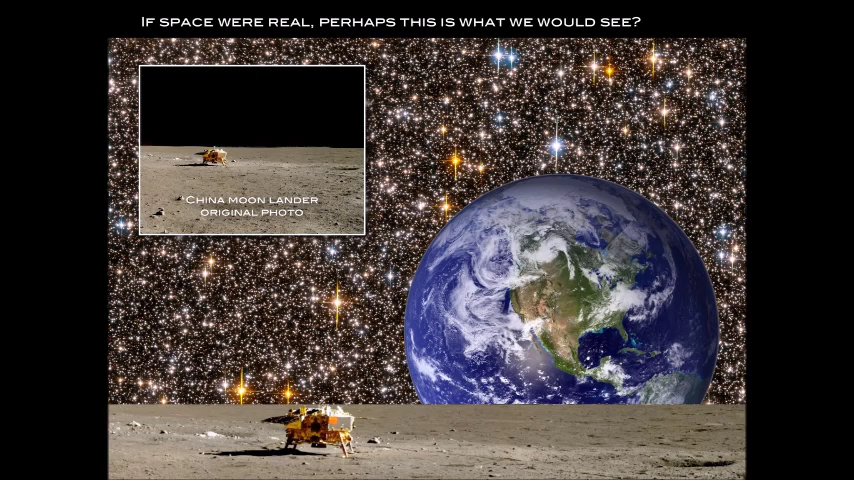 If space were real, perhaps this is what we would see?
*China moon lander
original photo